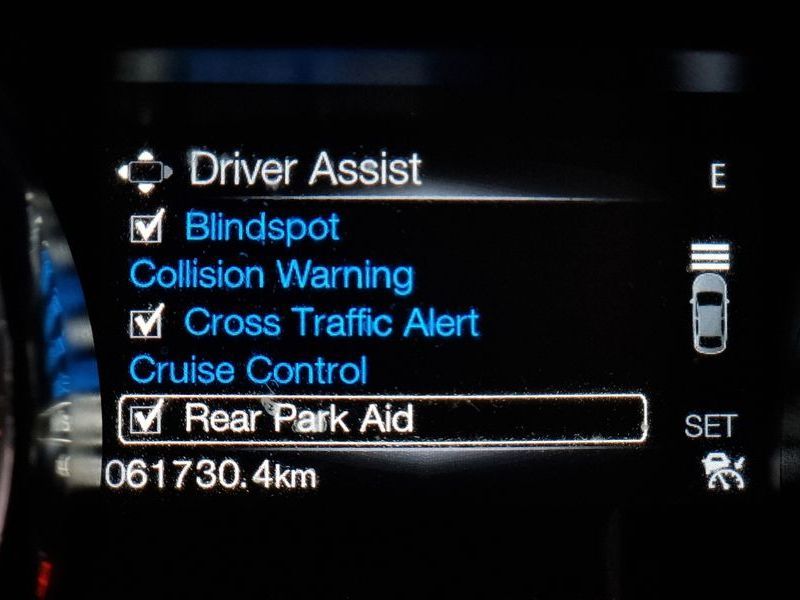 Driver Assist
E
Blindspot
Collision Warning
Cross Traffic Alert
Cruise Control
Rear Park Aid
SET
061730.4km